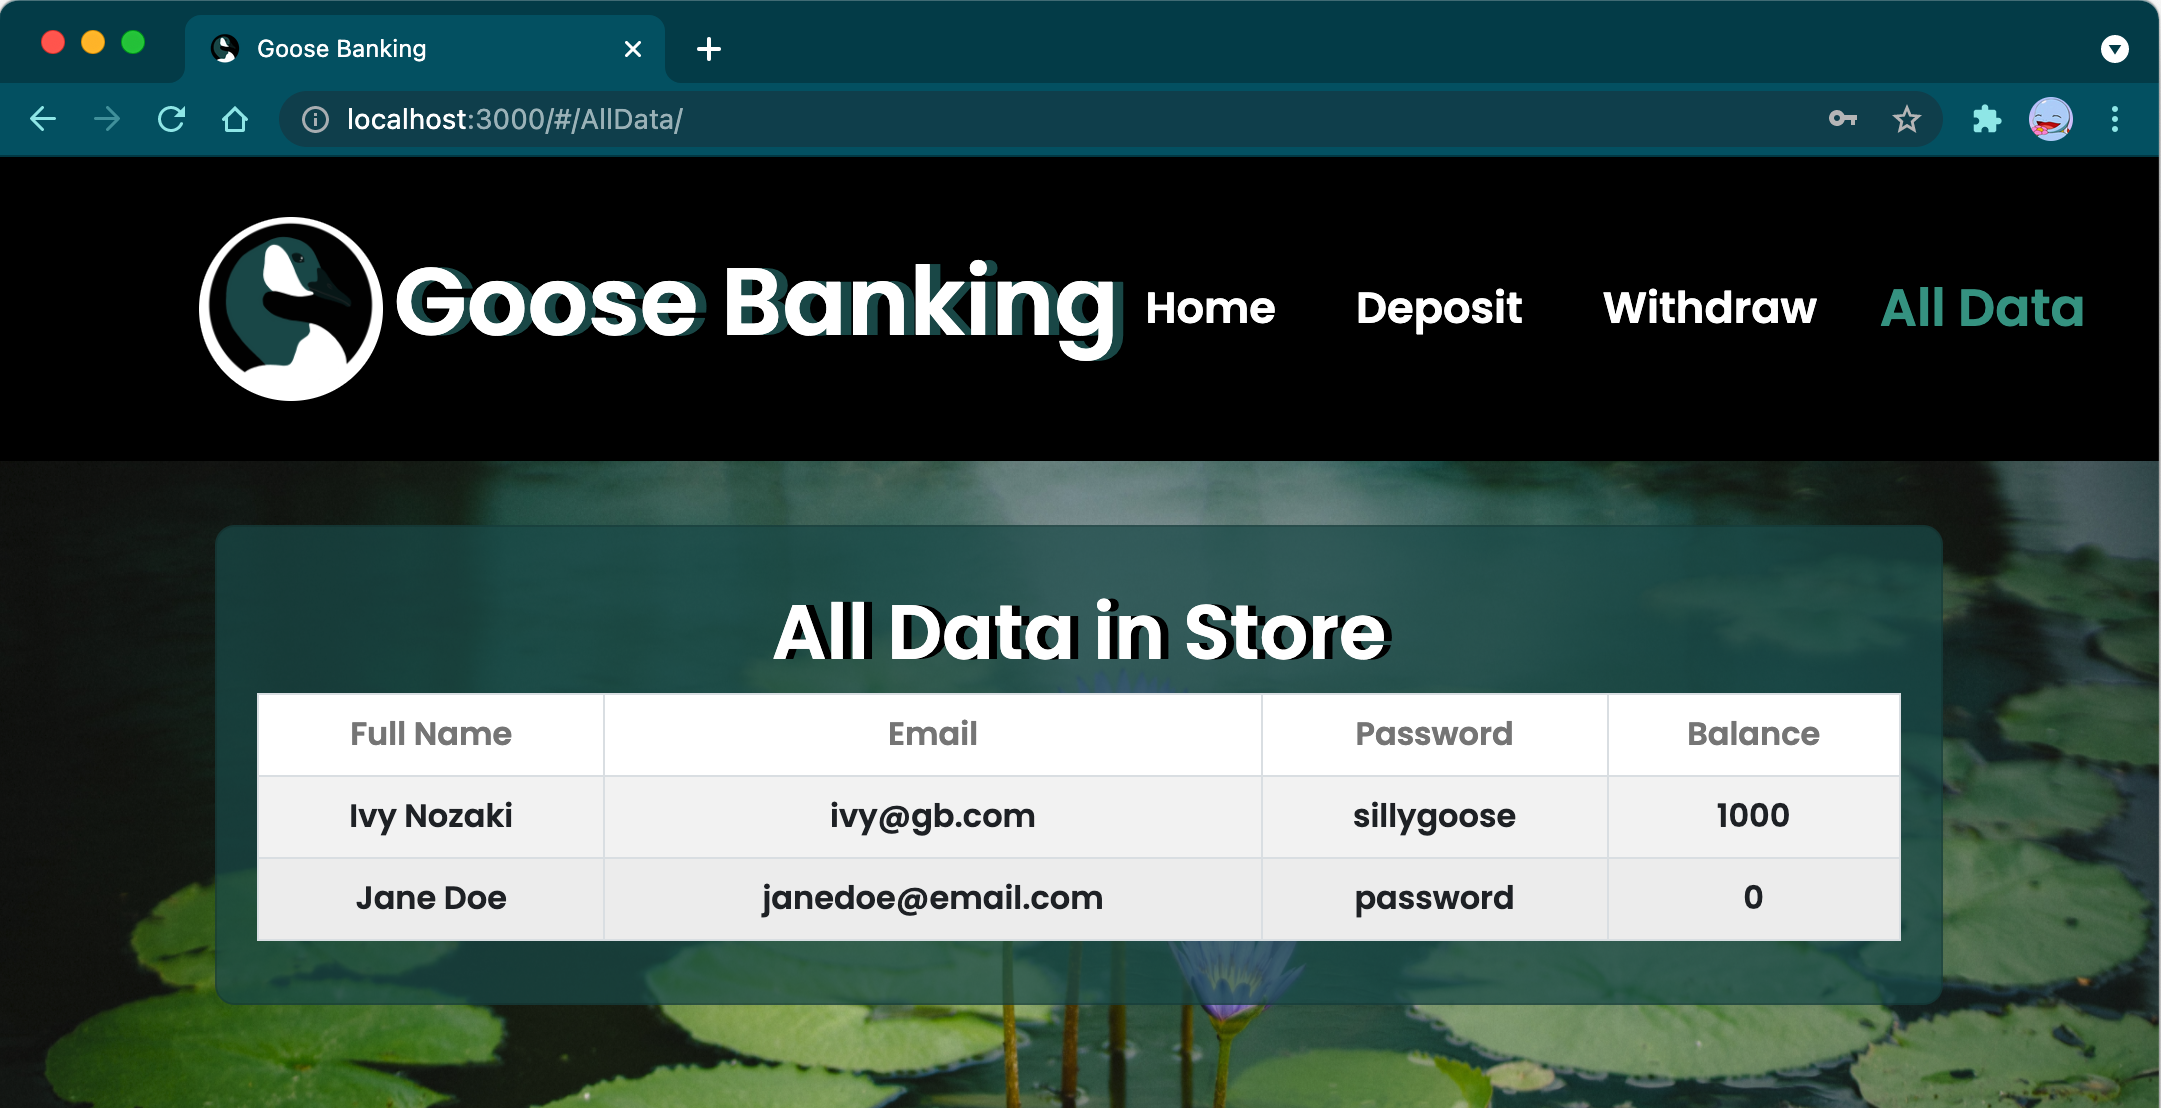 Goose Banking
localhost:3000/#/AllData/
Goose Banking Home Deposit Withdraw All Data
All Data in Store
Full Name Email Password Balance
Ivy Nozaki ivy@gb.com sillygoose 1000
Jane Doe janedoe@email.com password 0